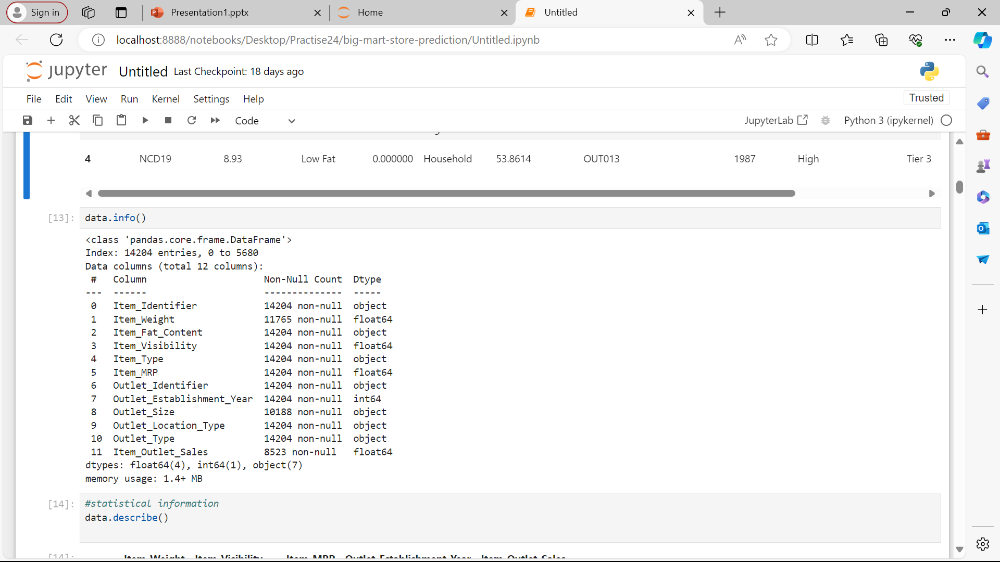 Sign in
Presentation1.pptx
Home
Untitled
localhost:8888/notebooks/Desktop/Practise24/big-mart-store-prediction/Untitled.ipynb
jupyter Untitled Last Checkpoint: 18 days ago
File Edit View Run Kernel Settings Help
Trusted
Code
JupyterLab
Python 3 (ipykernel)
4 NCD19 8.93 Low Fat 0.000000 Household 53.8614 OUT013 1987 High Tier 3
[13]: data.info()
<class 'pandas.core.frame.DataFrame'>
Index: 14204 entries, 0 to 5680
Data columns (total 12 columns):
# Column Non-Null Count Dtype
--- ------ -------------- -----
0 Item_Identifier 14204 non-null object
1 Item_Weight 11765 non-null float64
2 Item_Fat_Content 14204 non-null object
3 Item_Visibility 14204 non-null float64
4 Item_Type 14204 non-null object
5 Item_MRP 14204 non-null float64
6 Outlet_Identifier 14204 non-null object
7 Outlet_Establishment_Year 14204 non-null int64
8 Outlet_Size 10188 non-null object
9 Outlet_Location_Type 14204 non-null object
10 Outlet_Type 14204 non-null object
11 Item_Outlet_Sales 8523 non-null float64
dtypes: float64(4), int64(1), object(7)
memory usage: 1.4+ MB
[14]: #statistical information
data.describe()
[14]: Item_Weight Item_Visibility Item_MRP Outlet_Establishment_Year Item_Outlet_Sales